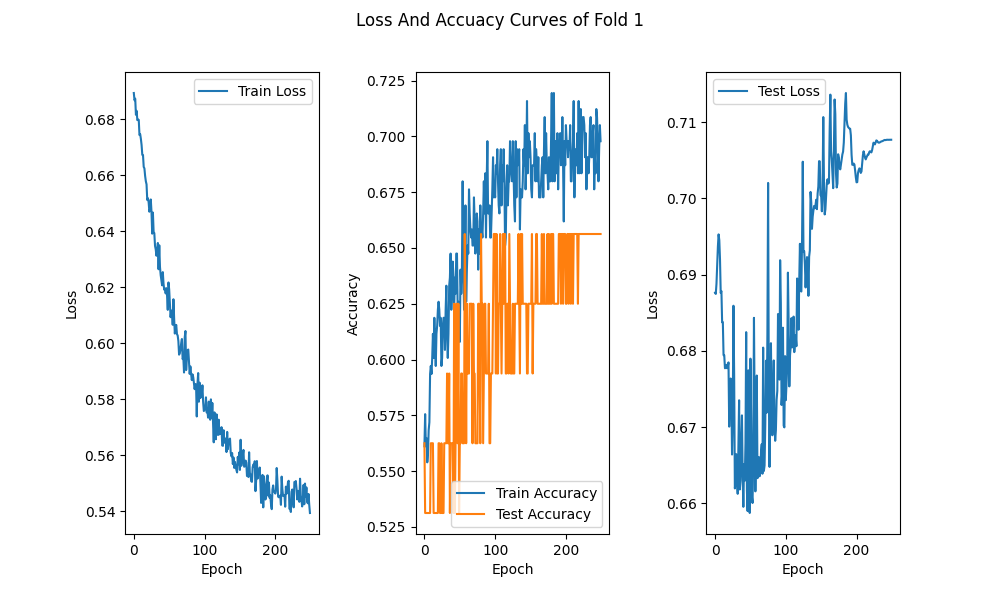 Loss And Accuacy Curves of Fold 1
Loss
0.68
0.66
0.64
0.62
0.60
0.58
0.56
0.54
0
100
200
Epoch
Train Loss
Accuracy
0.725
0.700
0.675
0.650
0.625
0.600
0.575
0.550
0.525
0
100
200
Epoch
Train Accuracy
Test Accuracy
Loss
0.71
0.70
0.69
0.68
0.67
0.66
0
100
200
Epoch
Test Loss